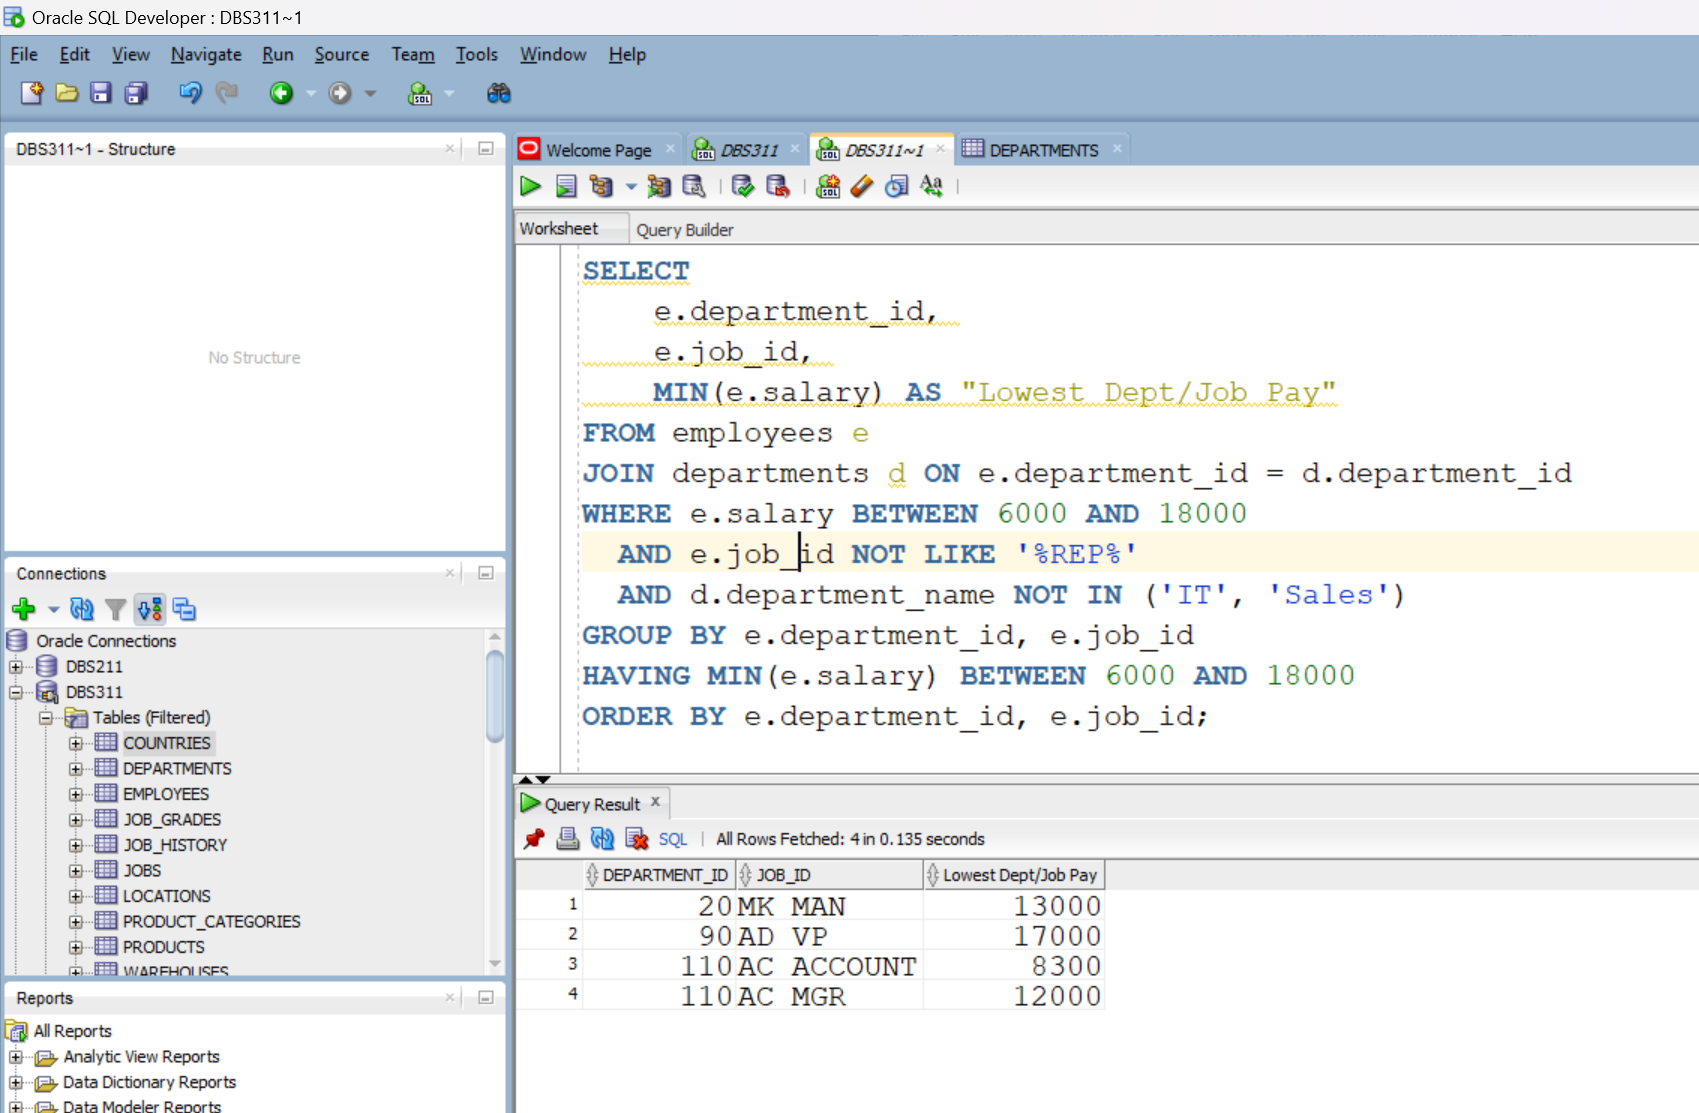 Oracle SQL Developer : DBS311~1
File Edit View Navigate Run Source Team Tools Window Help
DBS311~1 - Structure
No Structure
Connections
Oracle Connections
DBS211
DBS311
Tables (Filtered)
COUNTRIES
DEPARTMENTS
EMPLOYEES
JOB_GRADES
JOB_HISTORY
JOBS
LOCATIONS
PRODUCT_CATEGORIES
PRODUCTS
WAREHOUSES
Reports
All Reports
Analytic View Reports
Data Dictionary Reports
Data Modeler Reports
Welcome Page DBS311 DBS311~1 DEPARTMENTS
Worksheet Query Builder
SELECT
e.department_id,
e.job_id,
MIN(e.salary) AS "Lowest Dept/Job Pay"
FROM employees e
JOIN departments d ON e.department_id = d.department_id
WHERE e.salary BETWEEN 6000 AND 18000
AND e.job_id NOT LIKE '%REP%'
AND d.department_name NOT IN ('IT', 'Sales')
GROUP BY e.department_id, e.job_id
HAVING MIN(e.salary) BETWEEN 6000 AND 18000
ORDER BY e.department_id, e.job_id;
Query Result
SQL | All Rows Fetched: 4 in 0.135 seconds
DEPARTMENT_ID JOB_ID Lowest Dept/Job Pay
1 20 MK_MAN 13000
2 90 AD_VP 17000
3 110 AC_ACCOUNT 8300
4 110 AC_MGR 12000